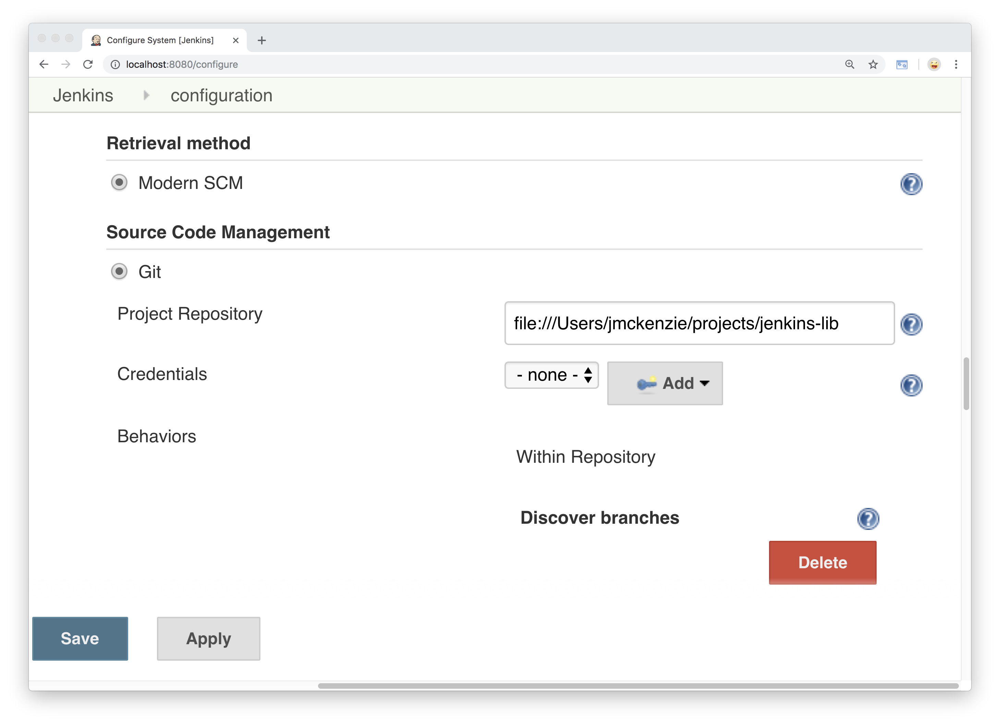 Configure System [Jenkins]
localhost:8080/configure
Jenkins configuration
Retrieval method
Modern SCM
Source Code Management
Git
Project Repository file:///Users/jmckenzie/projects/jenkins-lib
Credentials - none - Add
Behaviors
Within Repository
Discover branches
Delete
Save Apply